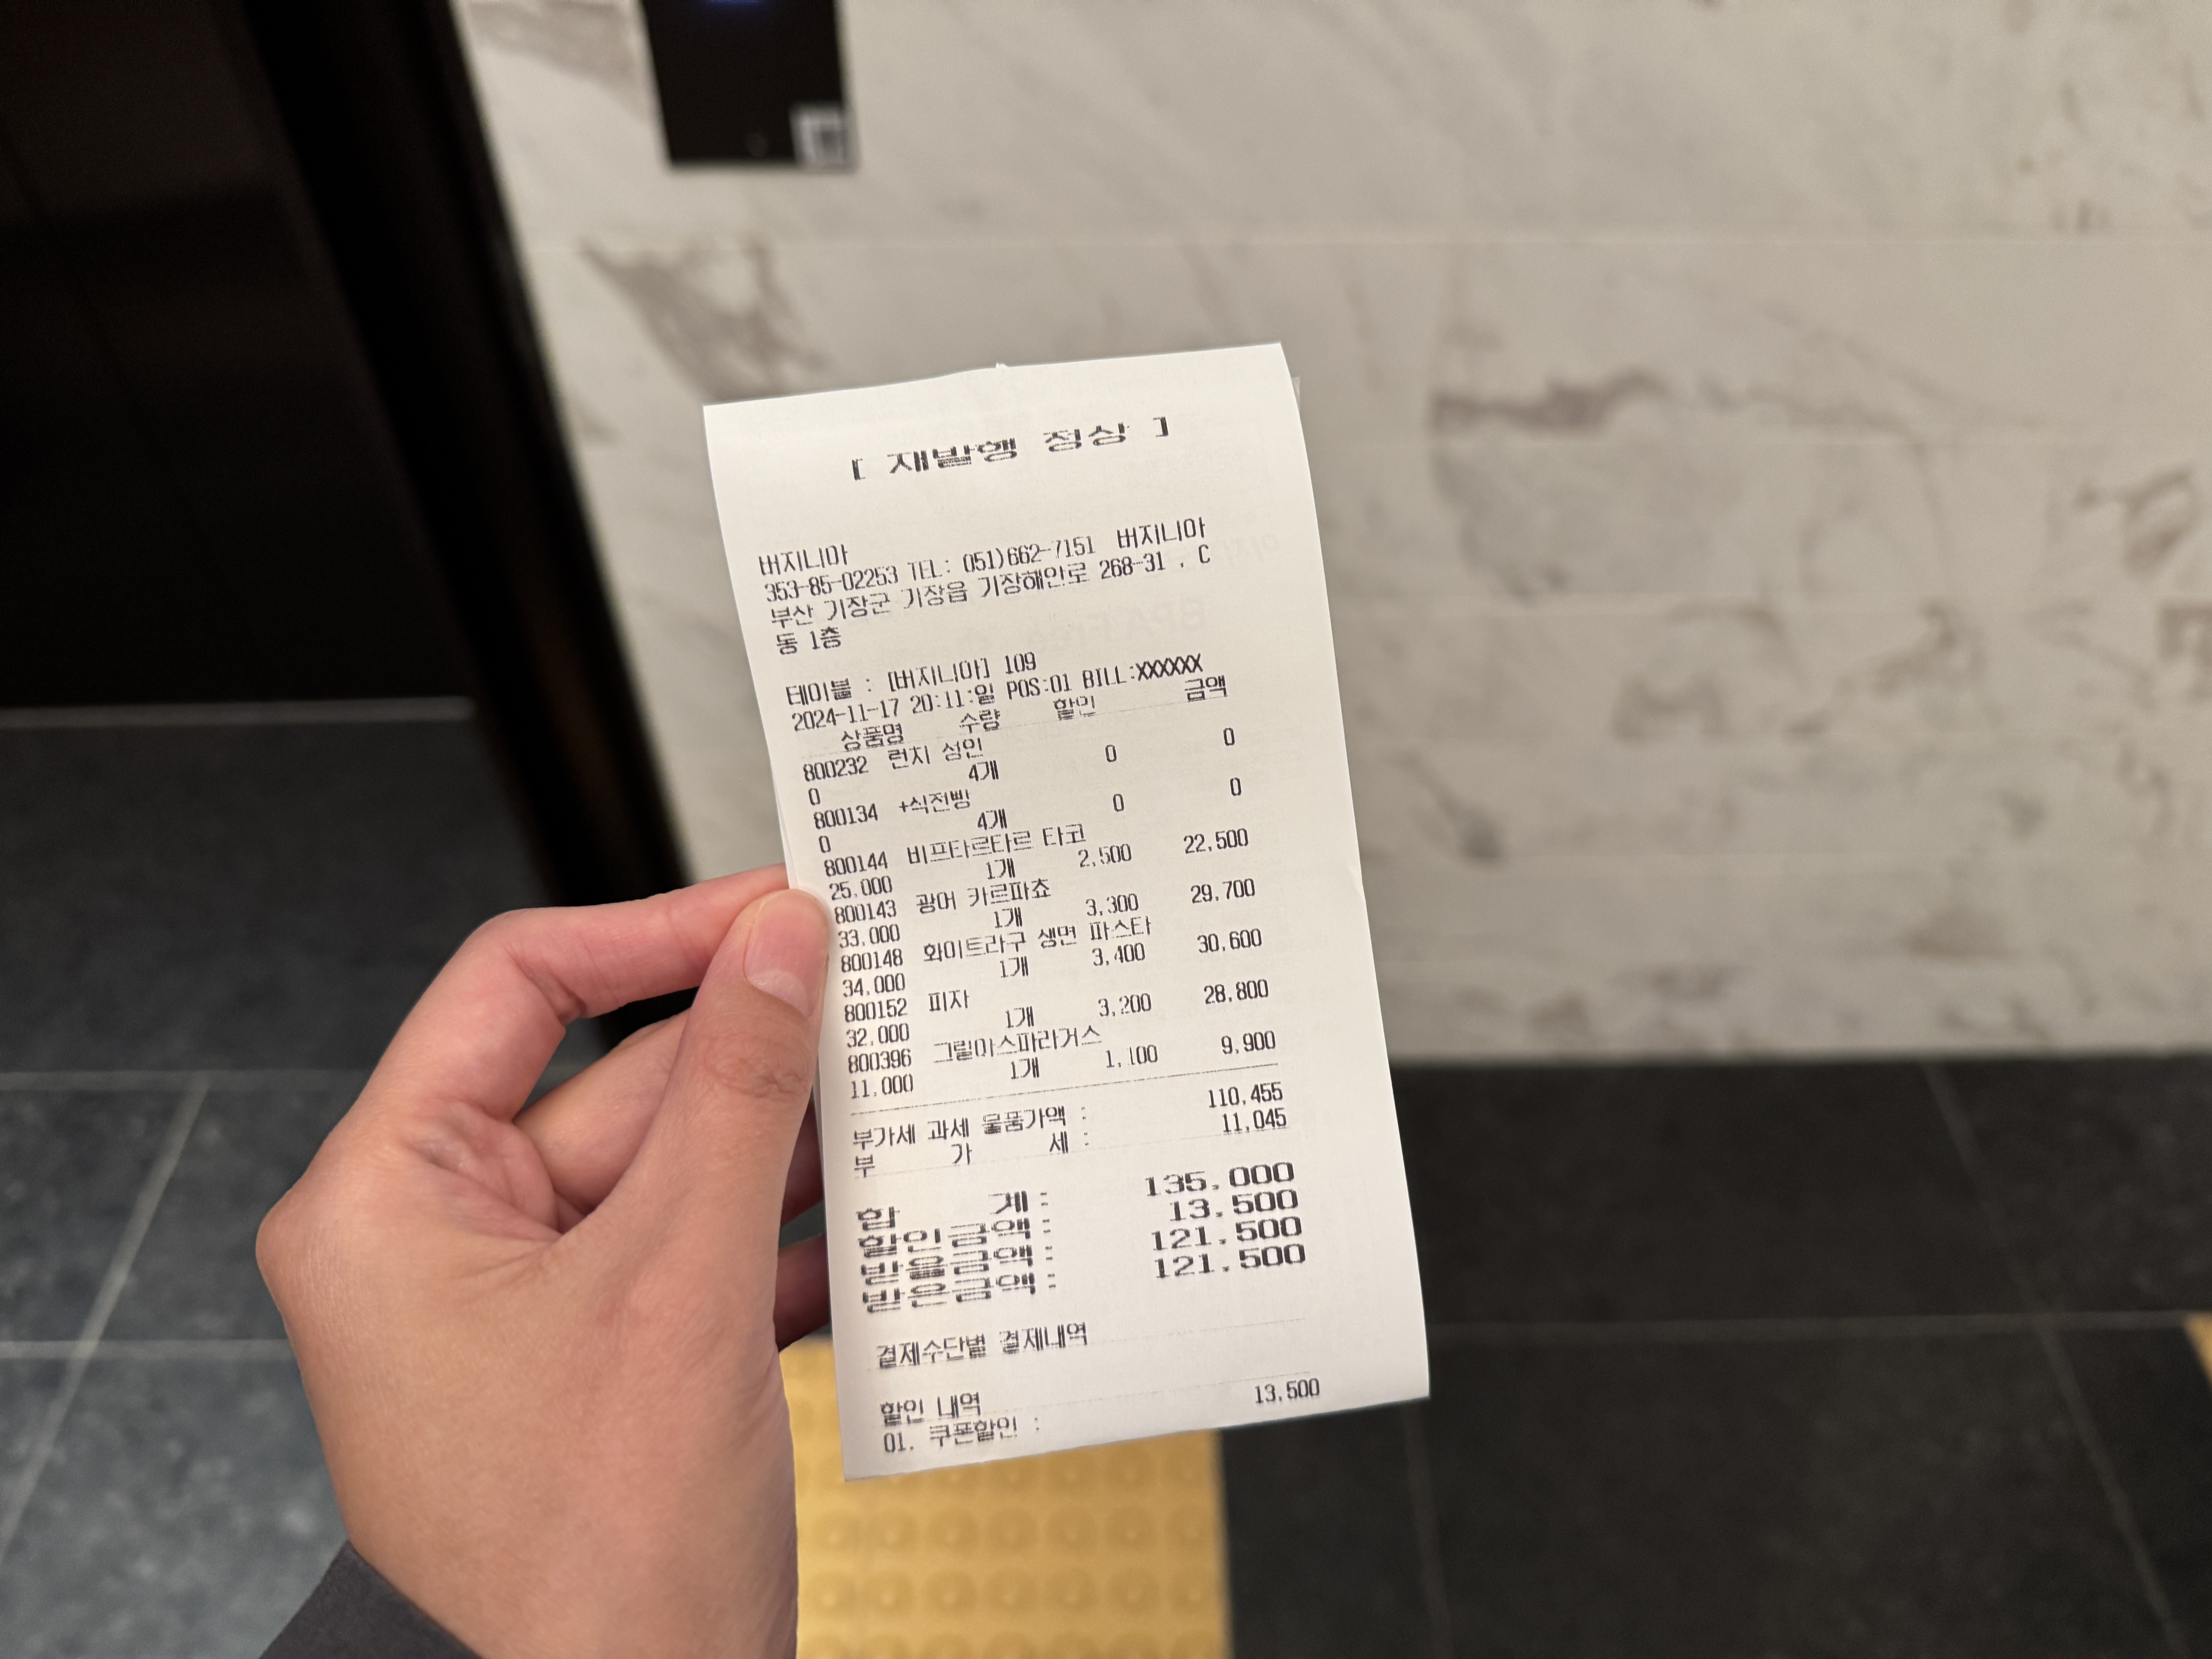 [ 재발행 정상 ]
버지니아
353-85-02253 TEL: 051)662-7151 버지니아
부산 기장군 기장읍 기장해안로 268-31 , C
동 1층
테이블 : [버지니아] 109
2024-11-17 20:11:일 POS:01 BILL:XXXXXX
상품명 수량 할인 금액
800232 런치 성인
0 4개 0 0
800134 +식전빵
0 4개 0 0
800144 비프타르타르 타코
25,000 1개 2,500 22,500
800143 광어 카르파쵸
33,000 1개 3,300 29,700
800148 화이트라구 생면 파스타
34,000 1개 3,400 30,600
800152 피자
32,000 1개 3,200 28,800
800396 그릴아스파라거스
11,000 1개 1,100 9,900
부가세 과세 물품가액 : 110,455
부 가 세 : 11,045
합 계 : 135,000
할인금액 : 13,500
받을금액 : 121,500
받은금액 : 121,500
결제수단별 결제내역
할인 내역
01. 쿠폰할인 : 13,500